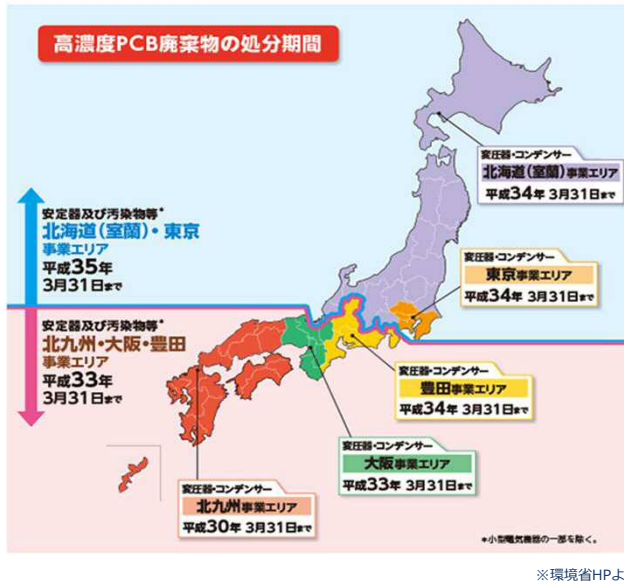 高濃度PCB廃棄物の処分期間
変圧器・コンデンサー
北海道(室蘭)事業エリア
平成34年 3月31日まで
安定器及び汚染物等*
北海道(室蘭)・東京
事業エリア
平成35年
3月31日まで
変圧器・コンデンサー
東京事業エリア
平成34年 3月31日まで
安定器及び汚染物等*
北九州・大阪・豊田
事業エリア
平成33年
3月31日まで
変圧器・コンデンサー
豊田事業エリア
平成34年 3月31日まで
変圧器・コンデンサー
大阪事業エリア
平成33年 3月31日まで
変圧器・コンデンサー
北九州事業エリア
平成30年 3月31日まで
*小型電気機器の一部を除く。
※環境省HPよ